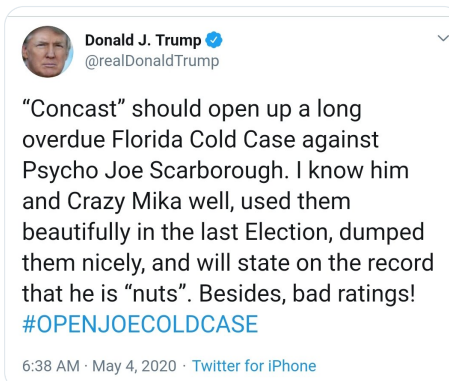 Donald J. Trump
@realDonaldTrump
“Concast” should open up a long
overdue Florida Cold Case against
Psycho Joe Scarborough. I know him
and Crazy Mika well, used them
beautifully in the last Election, dumped
them nicely, and will state on the record
that he is “nuts”. Besides, bad ratings!
#OPENJOECOLDCASE
6:38 AM · May 4, 2020 · Twitter for iPhone